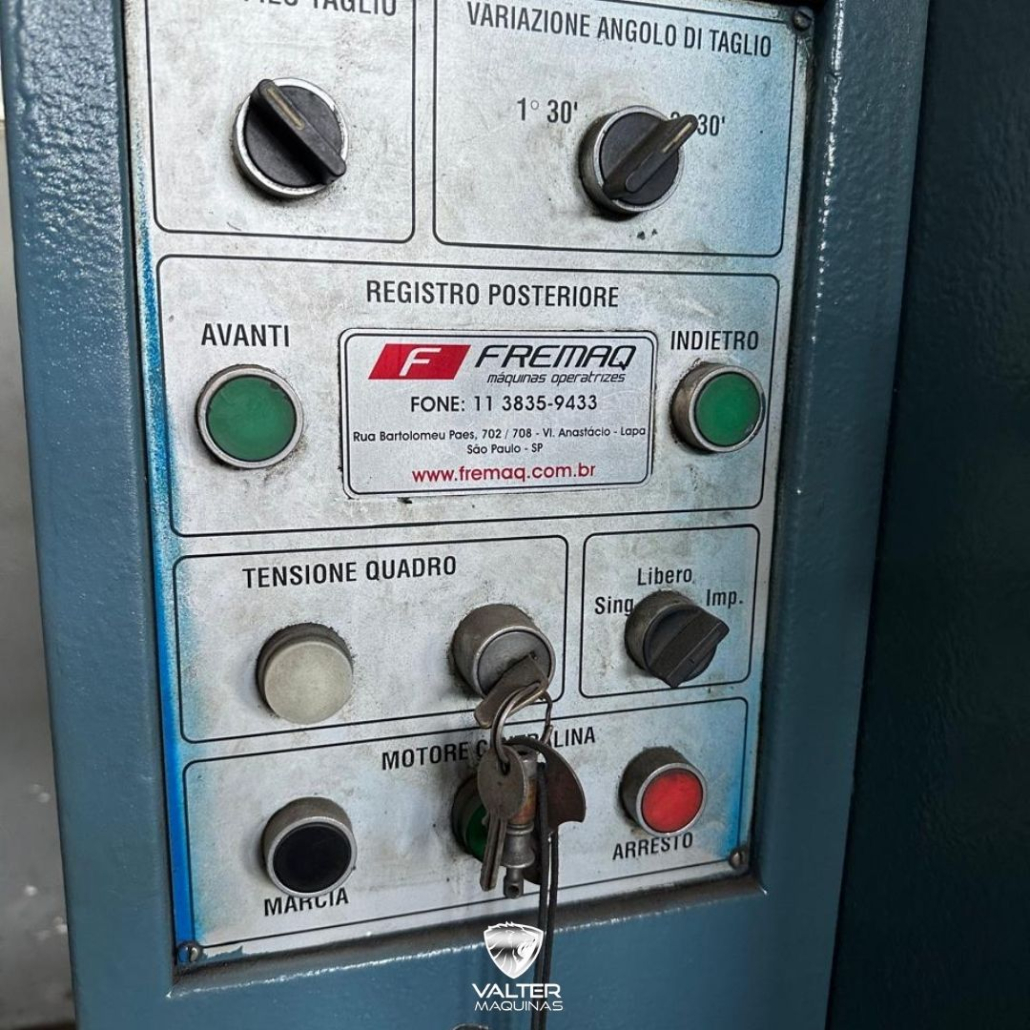 TAGLIO
VARIAZIONE ANGOLO DI TAGLIO
1° 30'
30'
REGISTRO POSTERIORE
AVANTI
INDIETRO
F FREMAQ
máquinas operatrizes
FONE: 11 3835-9433
Rua Bartolomeu Paes, 702 / 708 - Vl. Anastácio - Lapa
São Paulo - SP
www.fremaq.com.br
TENSIONE QUADRO
Libero
Sing
Imp.
MOTORE
ARRESTO
MARCIA
VALTER
MAQUINAS